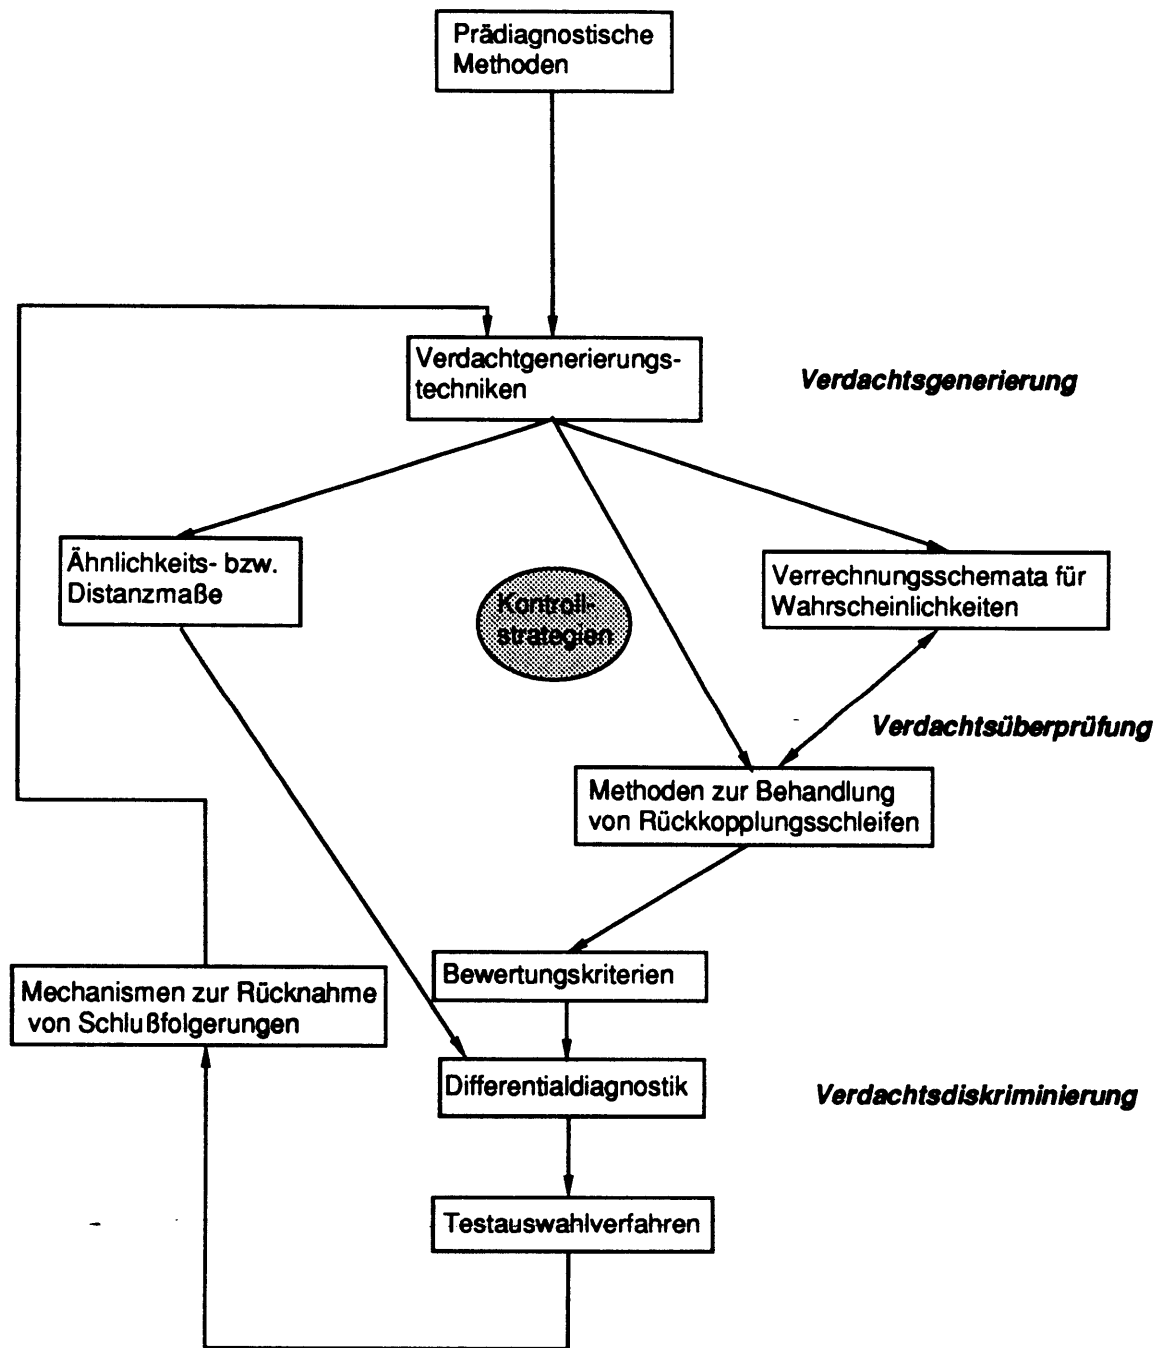 Prädiagnostische
Methoden
Verdachtgenerierungs-
techniken
Verdachtsgenerierung
Ähnlichkeits- bzw.
Distanzmaße
Kontroll-
strategien
Verrechnungsschemata für
Wahrscheinlichkeiten
Verdachtsüberprüfung
Methoden zur Behandlung
von Rückkopplungsschleifen
Bewertungskriterien
Mechanismen zur Rücknahme
von Schlußfolgerungen
Differentialdiagnostik
Verdachtsdiskriminierung
Testauswahlverfahren